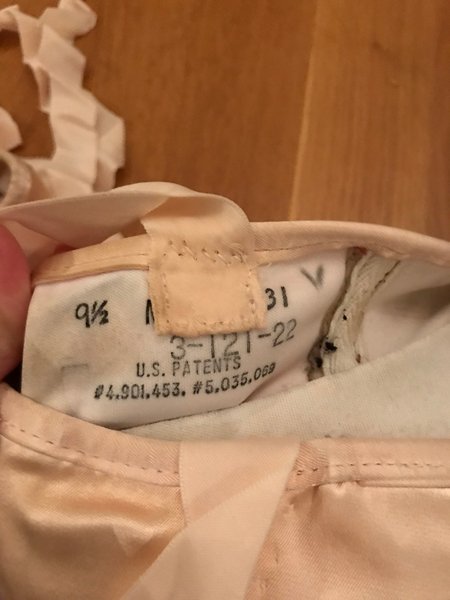 9½ M 31 V
3-121-22
U.S. PATENTS
#4.901.453. #5.035.069